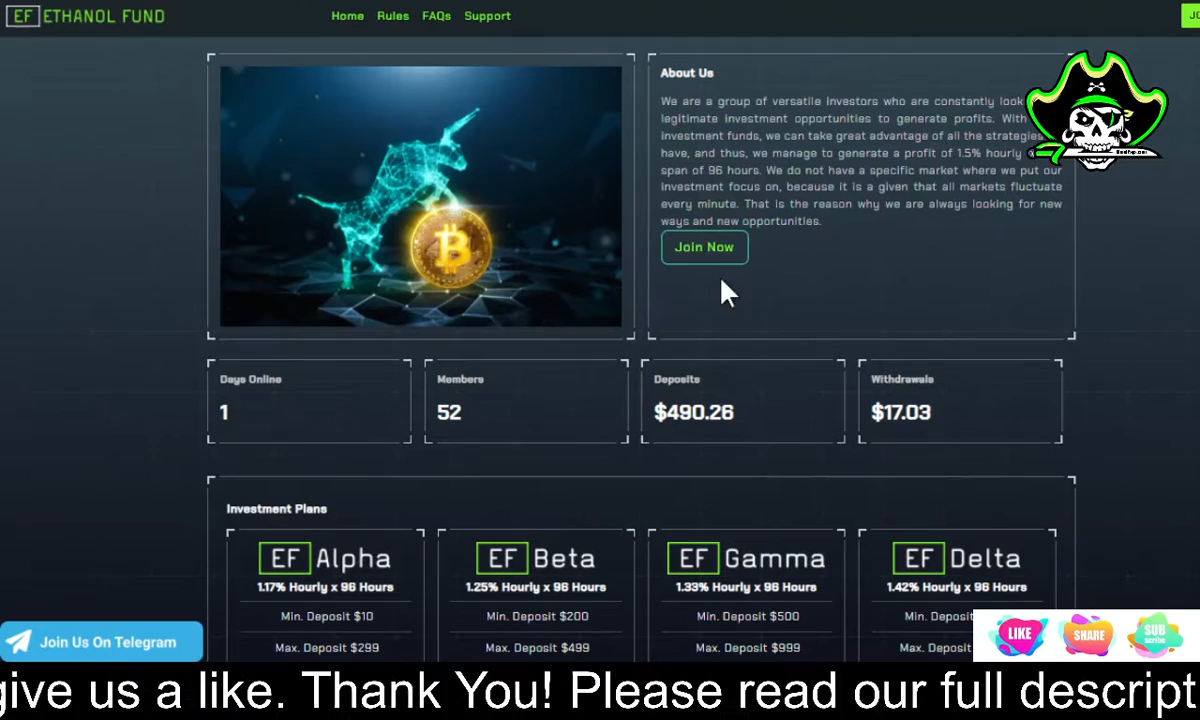 EF ETHANOL FUND
Home Rules FAQs Support
About Us
We are a group of versatile investors who are constantly
legitimate investment opportunities to generate profits. With
investment funds, we can take great advantage of all the strategies
have, and thus, we manage to generate a profit of 1.5% hourly
span of 96 hours. We do not have a specific market where we put our
investment focus on, because it is a given that all markets fluctuate
every minute. That is the reason why we are always looking for new
ways and new opportunities.
Join Now
Days Online
1
Members
52
Deposits
$490.26
Withdrawals
$17.03
Investment Plans
EF Alpha
1.17% Hourly x 96 Hours
Min. Deposit $10
Max. Deposit $299
EF Beta
1.25% Hourly x 96 Hours
Min. Deposit $200
Max. Deposit $499
EF Gamma
1.33% Hourly x 96 Hours
Min. Deposit $500
Max. Deposit $999
EF Delta
1.42% Hourly x 96 Hours
Min. Depo
Max. Depo
Join Us On Telegram
LIKE SHARE SUB scribe
give us a like. Thank You! Please read our full descript